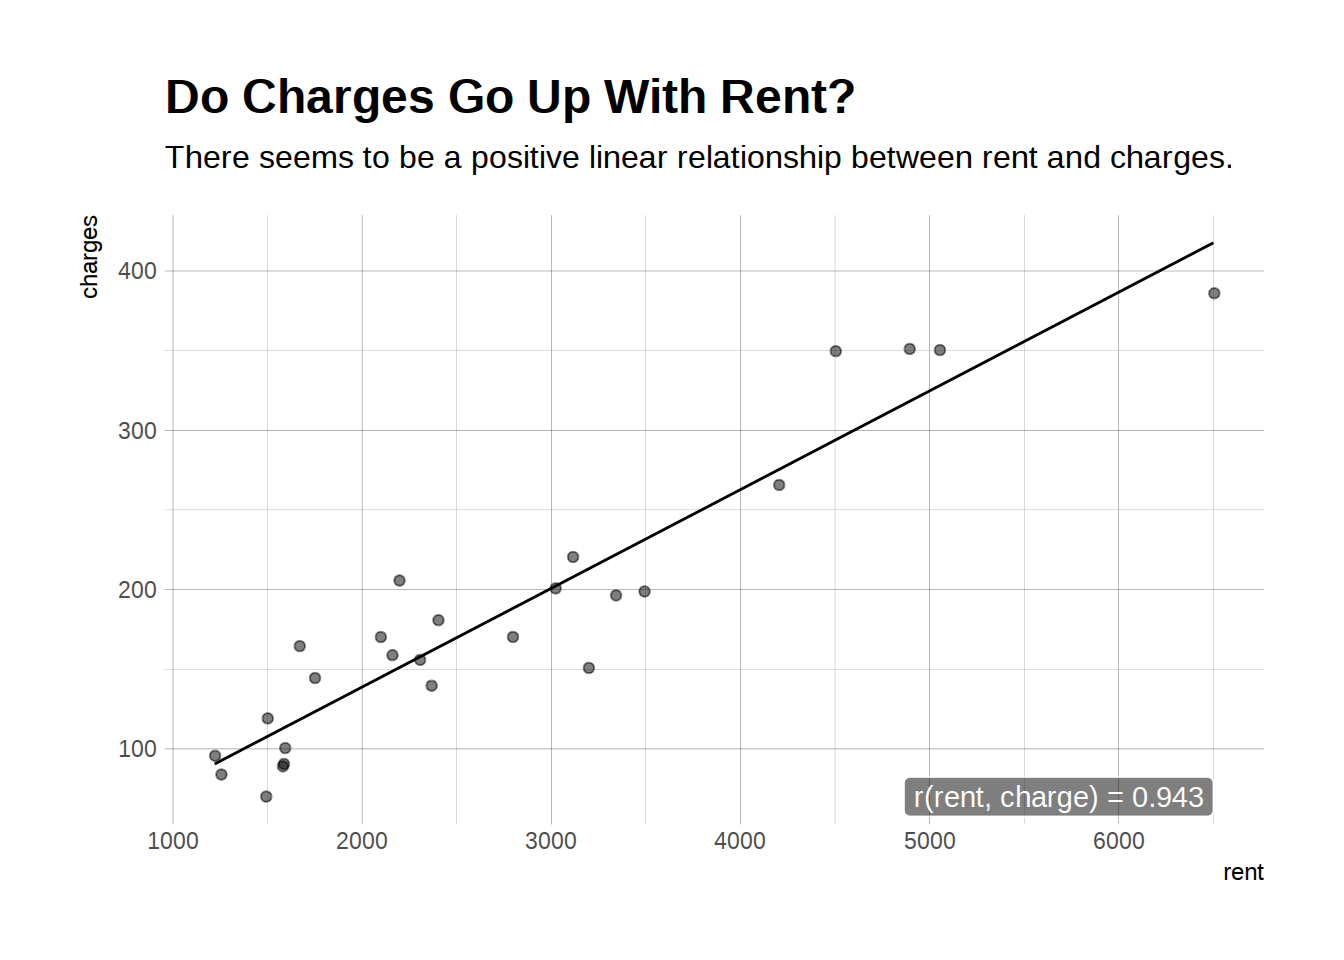 Do Charges Go Up With Rent?
There seems to be a positive linear relationship between rent and charges.
charges
400
300
200
100
r(rent, charge) = 0.943
1000 2000 3000 4000 5000 6000
rent